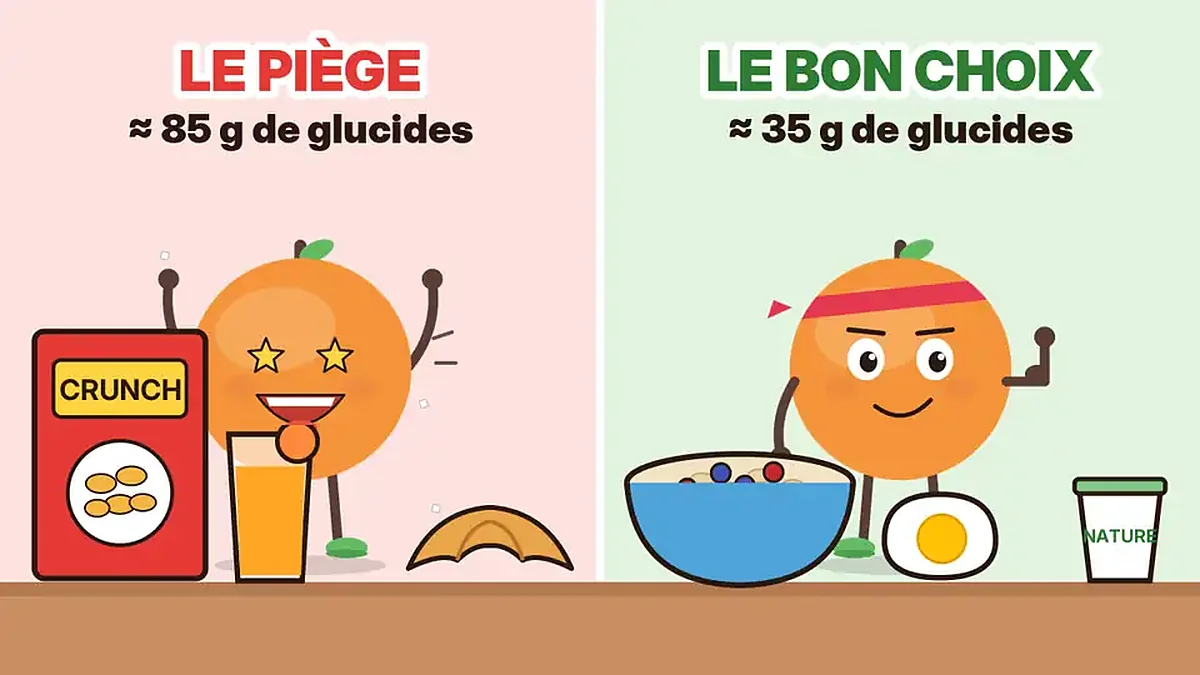 LE PIÈGE
≈ 85 g de glucides
CRUNCH
LE BON CHOIX
≈ 35 g de glucides
NATURE